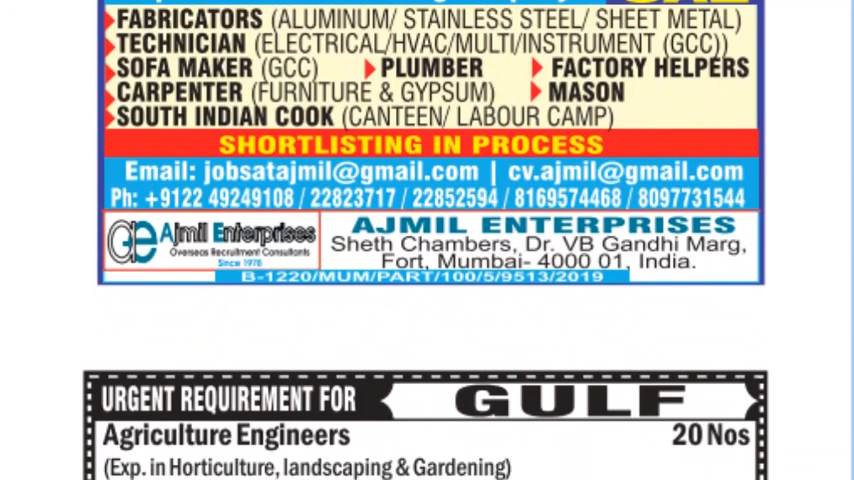 FABRICATORS (ALUMINUM/ STAINLESS STEEL/ SHEET METAL)
TECHNICIAN (ELECTRICAL/HVAC/MULTI/INSTRUMENT (GCC))
SOFA MAKER (GCC) PLUMBER FACTORY HELPERS
CARPENTER (FURNITURE & GYPSUM) MASON
SOUTH INDIAN COOK (CANTEEN/ LABOUR CAMP)
SHORTLISTING IN PROCESS
Email: jobsatajmil@gmail.com | cv.ajmil@gmail.com
Ph: +9122 49249108 / 22823717 / 22852594 / 8169574468 / 8097731544
ae Ajmil Enterprises
Overseas Recruitment Consultants
Since 1978
AJMIL ENTERPRISES
Sheth Chambers, Dr. VB Gandhi Marg,
Fort, Mumbai- 4000 01, India.
B-1220/MUM/PART/100/5/9513/2019
URGENT REQUIREMENT FOR GULF
Agriculture Engineers 20 Nos
(Exp. in Horticulture, landscaping & Gardening)